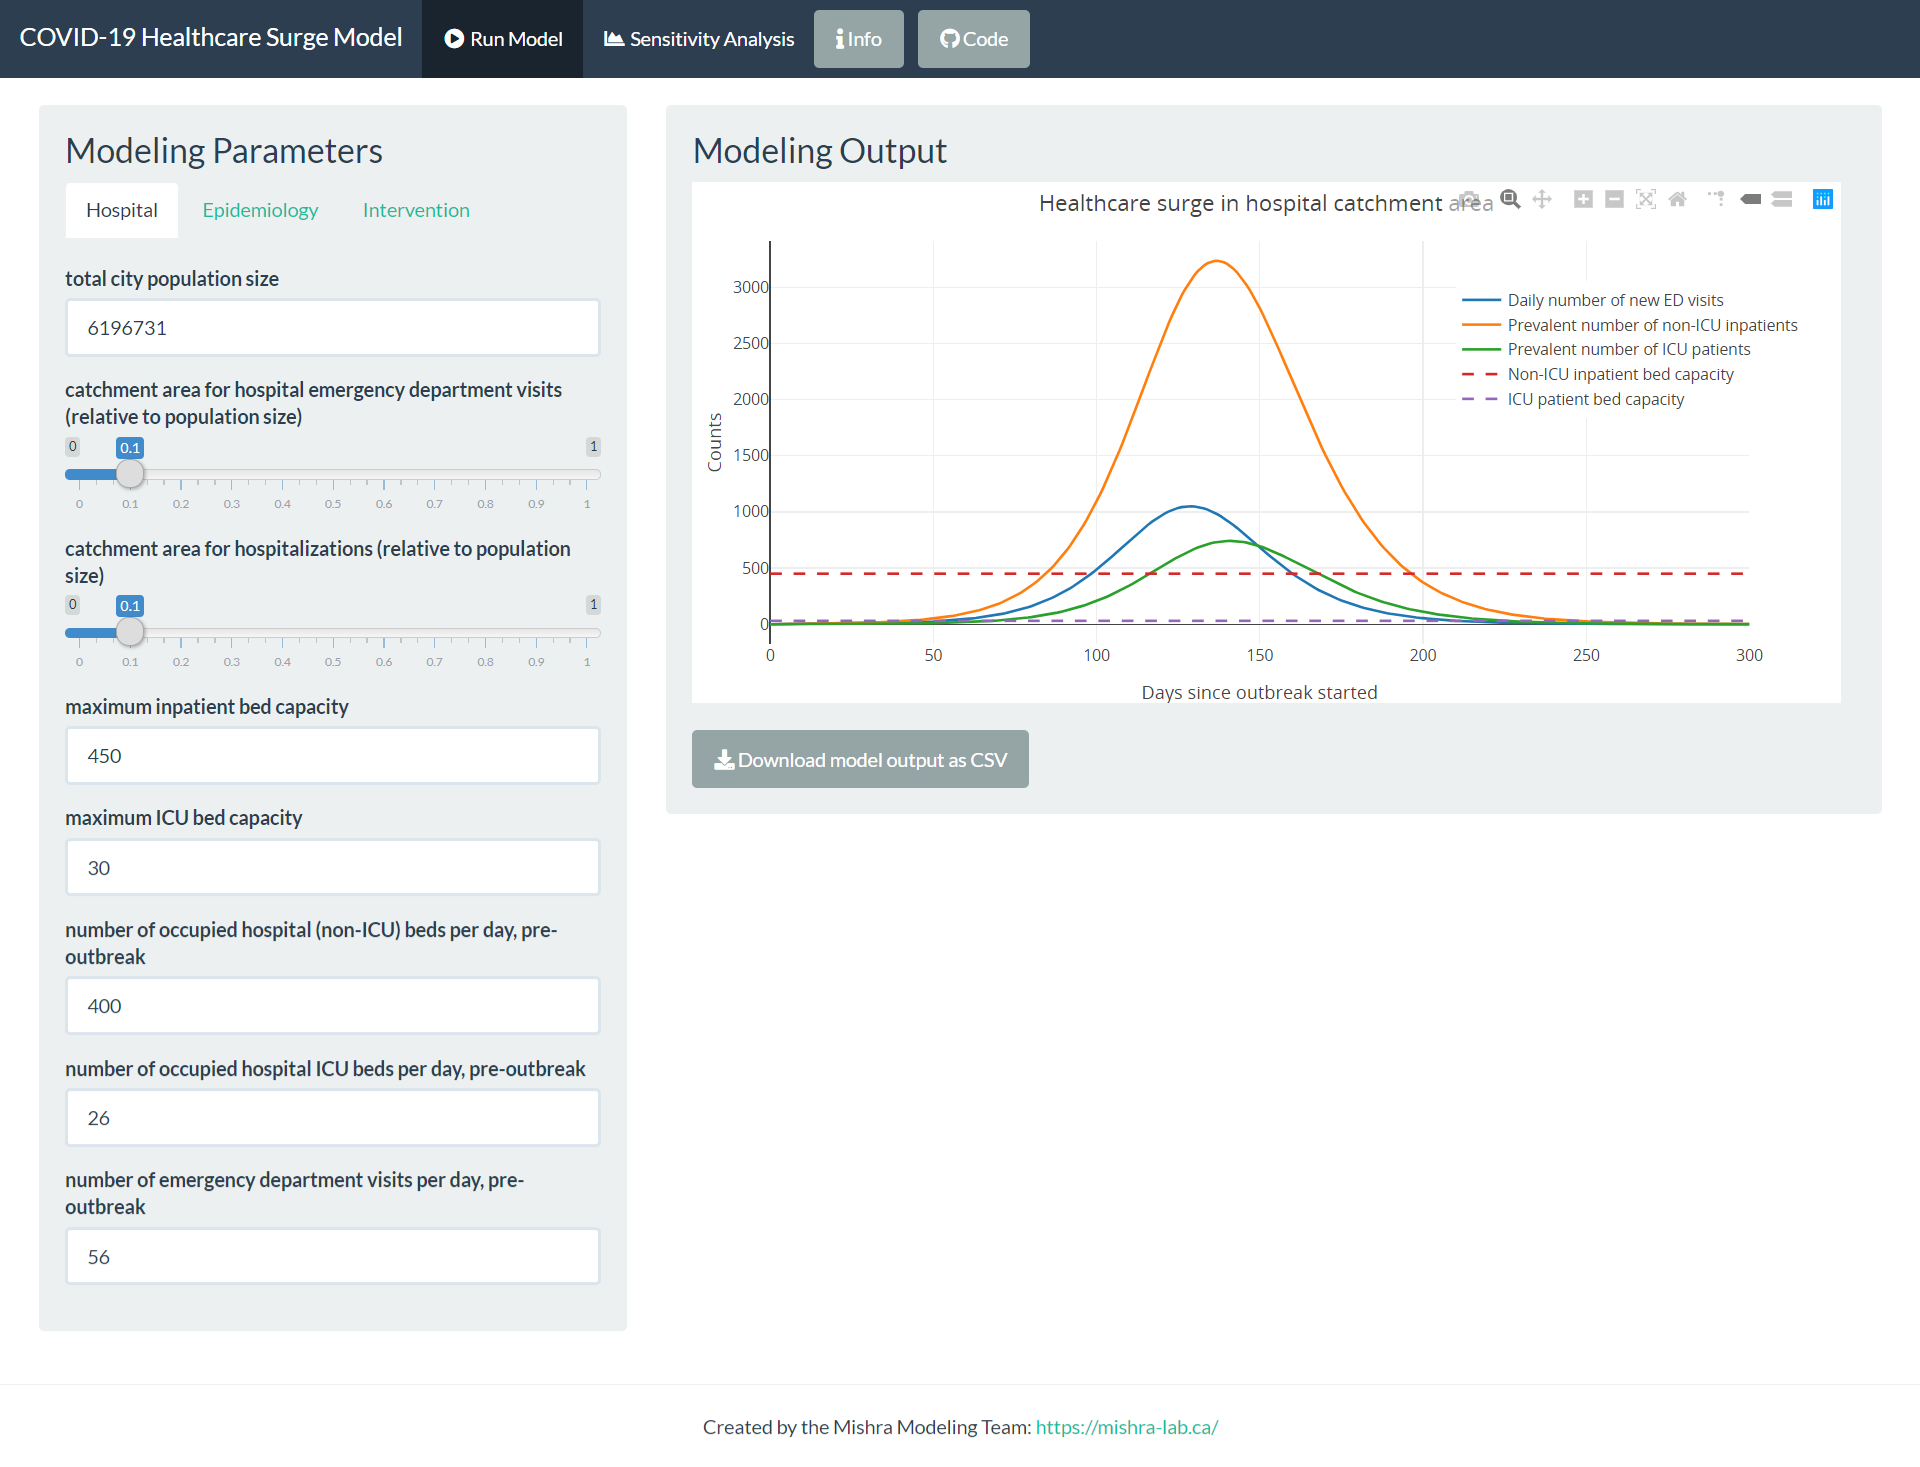 COVID-19 Healthcare Surge Model
Run Model
Sensitivity Analysis
Info
Code
Modeling Parameters
Hospital
Epidemiology
Intervention
total city population size
6196731
catchment area for hospital emergency department visits
(relative to population size)
0
0.1
1
0 0.1 0.2 0.3 0.4 0.5 0.6 0.7 0.8 0.9 1
catchment area for hospitalizations (relative to population
size)
0
0.1
1
0 0.1 0.2 0.3 0.4 0.5 0.6 0.7 0.8 0.9 1
maximum inpatient bed capacity
450
maximum ICU bed capacity
30
number of occupied hospital (non-ICU) beds per day, pre-
outbreak
400
number of occupied hospital ICU beds per day, pre-outbreak
26
number of emergency department visits per day, pre-
outbreak
56
Modeling Output
Healthcare surge in hospital catchment area
3000
2500
2000
1500
1000
500
0
Counts
Daily number of new ED visits
Prevalent number of non-ICU inpatients
Prevalent number of ICU patients
Non-ICU inpatient bed capacity
ICU patient bed capacity
0 50 100 150 200 250 300
Days since outbreak started
Download model output as CSV
Created by the Mishra Modeling Team: https://mishra-lab.ca/